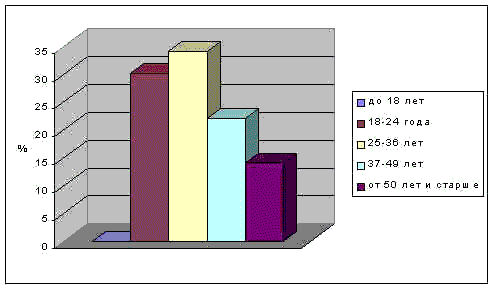 35
30
25
20
15
10
5
0
%
до 18 лет
18-24 года
25-36 лет
37-49 лет
от 50 лет и старше